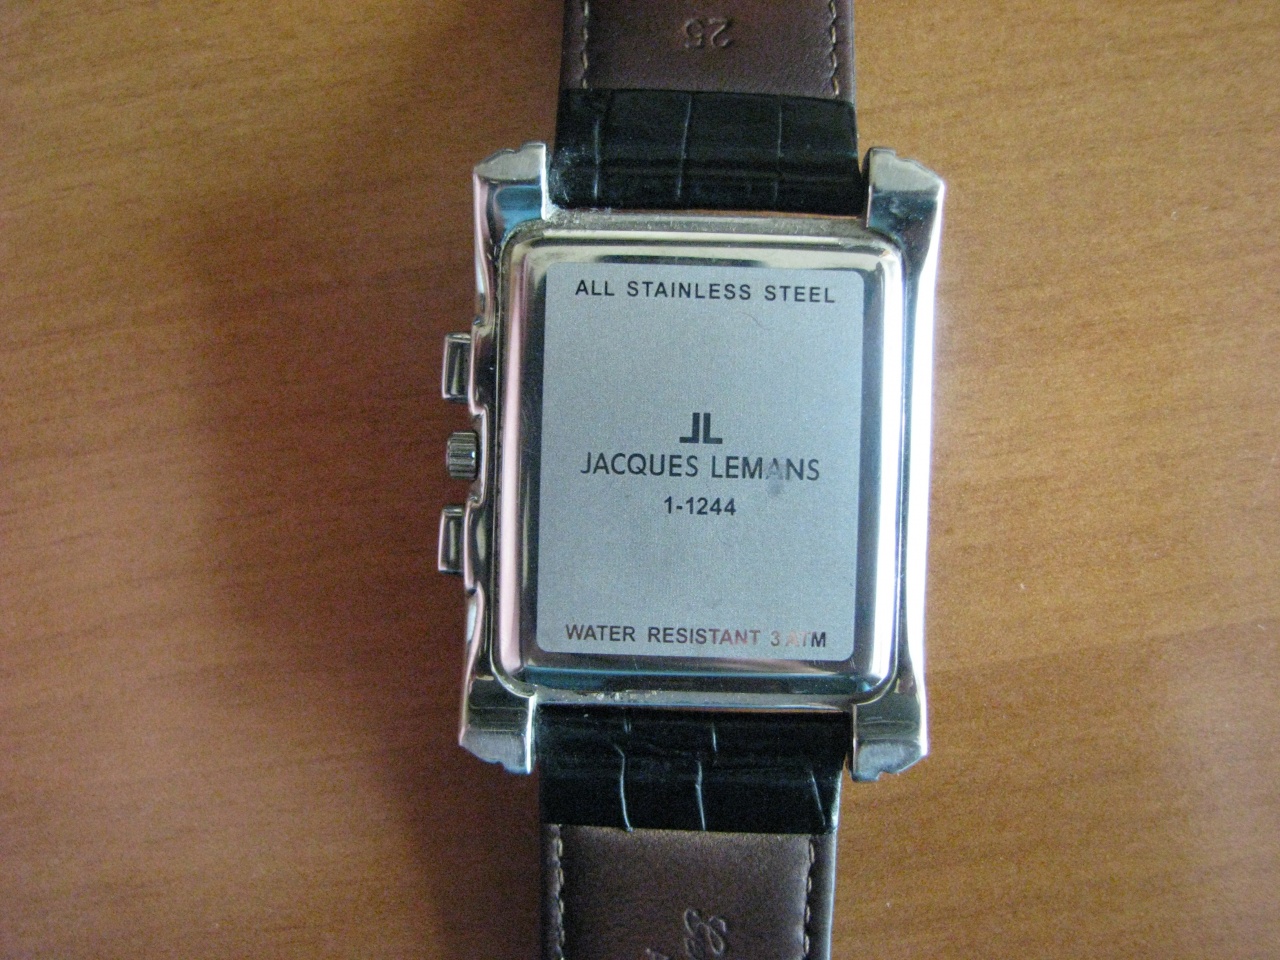 25
ALL STAINLESS STEEL
JL
JACQUES LEMANS
1-1244
WATER RESISTANT 3 ATM